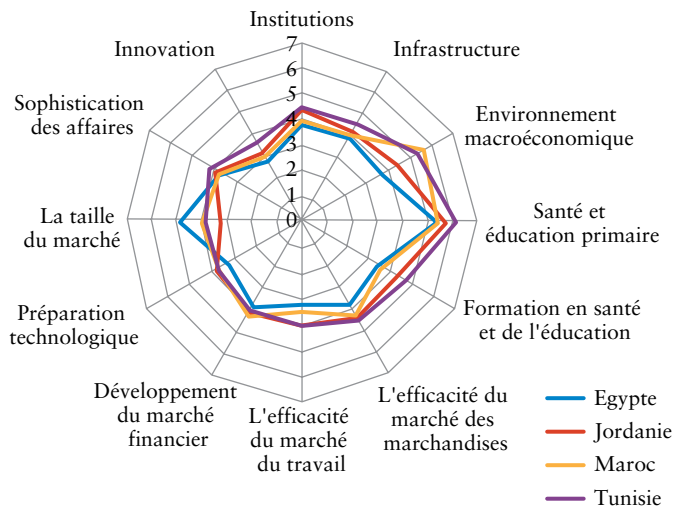 Institutions
7
6
5
4
3
2
1
0
Infrastructure
Environnement
macroéconomique
Santé et
éducation primaire
Formation en santé
et de l'éducation
L'efficacité du
marché des
marchandises
L'efficacité
du marché
du travail
Développement
du marché
financier
Préparation
technologique
La taille
du marché
Sophistication
des affaires
Innovation
Egypte
Jordanie
Maroc
Tunisie